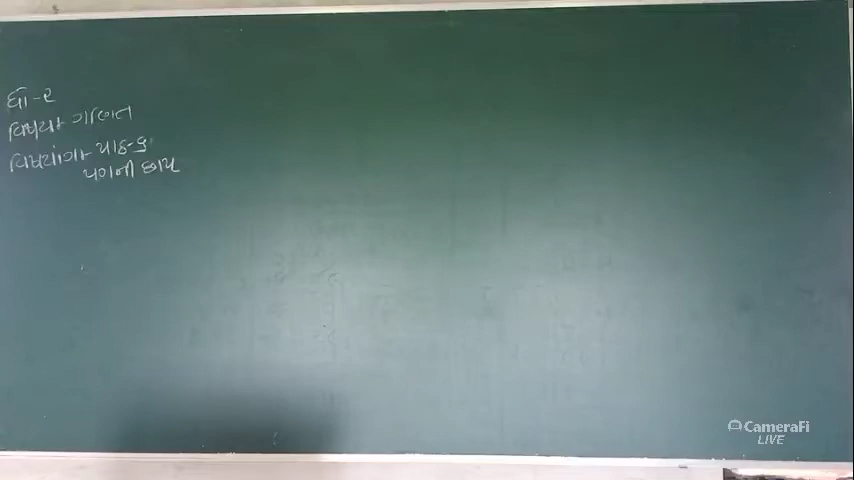 ધો-૨
વિષય- ગણિત
વિષયાંગ- પાઠ-૬
પગની છાપ
CameraFi
LIVE